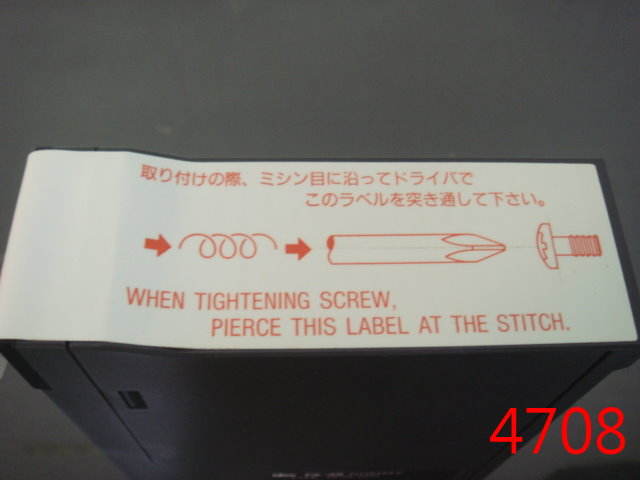 取り付けの際、ミシン目に沿ってドライバで
このラベルを突き通して下さい。
WHEN TIGHTENING SCREW,
PIERCE THIS LABEL AT THE STITCH.
4708